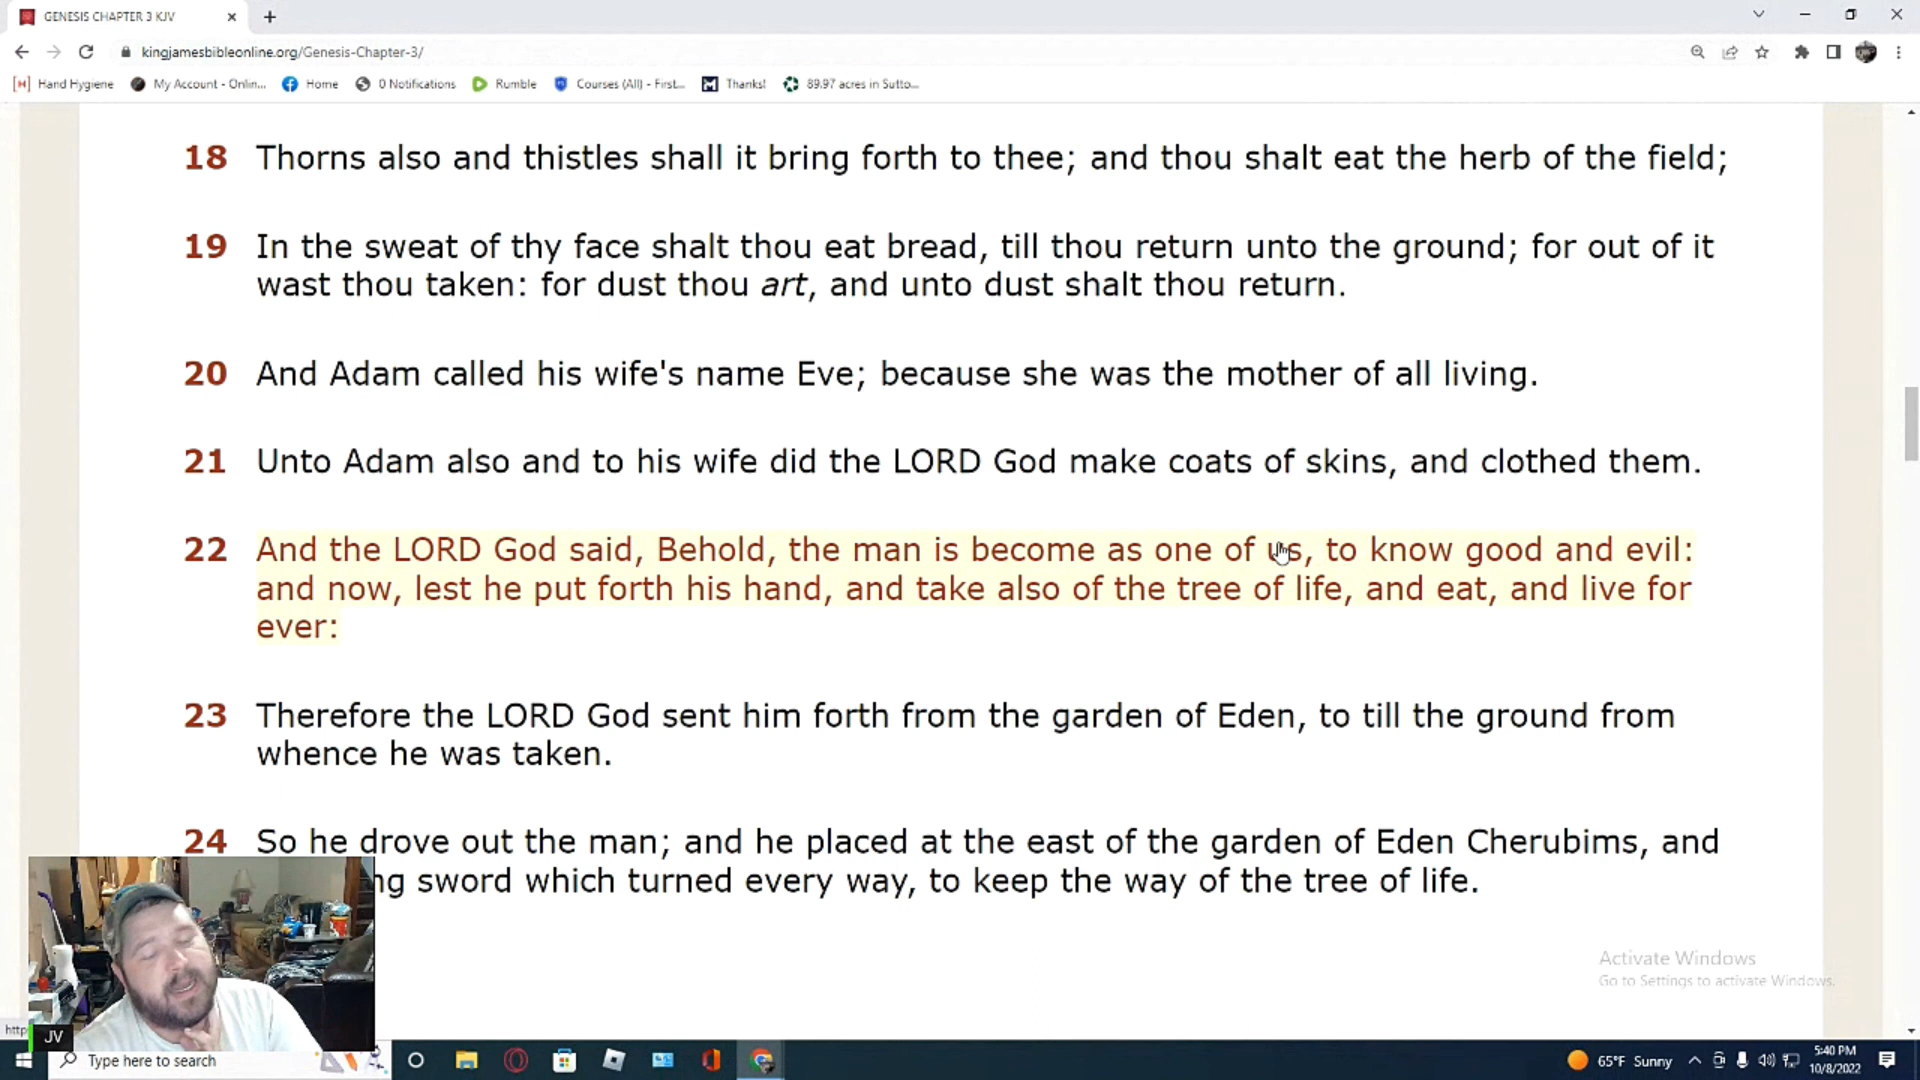 GENESIS CHAPTER 3 KJV
kingjamesbibleonline.org/Genesis-Chapter-3/
Hand Hygiene
My Account - Onlin...
Home
0 Notifications
Rumble
Courses (All) - First...
Thanks!
89.97 acres in Sutto...
18 Thorns also and thistles shall it bring forth to thee; and thou shalt eat the herb of the field;
19 In the sweat of thy face shalt thou eat bread, till thou return unto the ground; for out of it
wast thou taken: for dust thou art, and unto dust shalt thou return.
20 And Adam called his wife's name Eve; because she was the mother of all living.
21 Unto Adam also and to his wife did the LORD God make coats of skins, and clothed them.
22 And the LORD God said, Behold, the man is become as one of us, to know good and evil:
and now, lest he put forth his hand, and take also of the tree of life, and eat, and live for
ever:
23 Therefore the LORD God sent him forth from the garden of Eden, to till the ground from
whence he was taken.
24 So he drove out the man; and he placed at the east of the garden of Eden Cherubims, and
ng sword which turned every way, to keep the way of the tree of life.
Activate Windows
Go to Settings to activate Windows.
http
JV
Type here to search
65°F Sunny
5:40 PM
10/8/2022